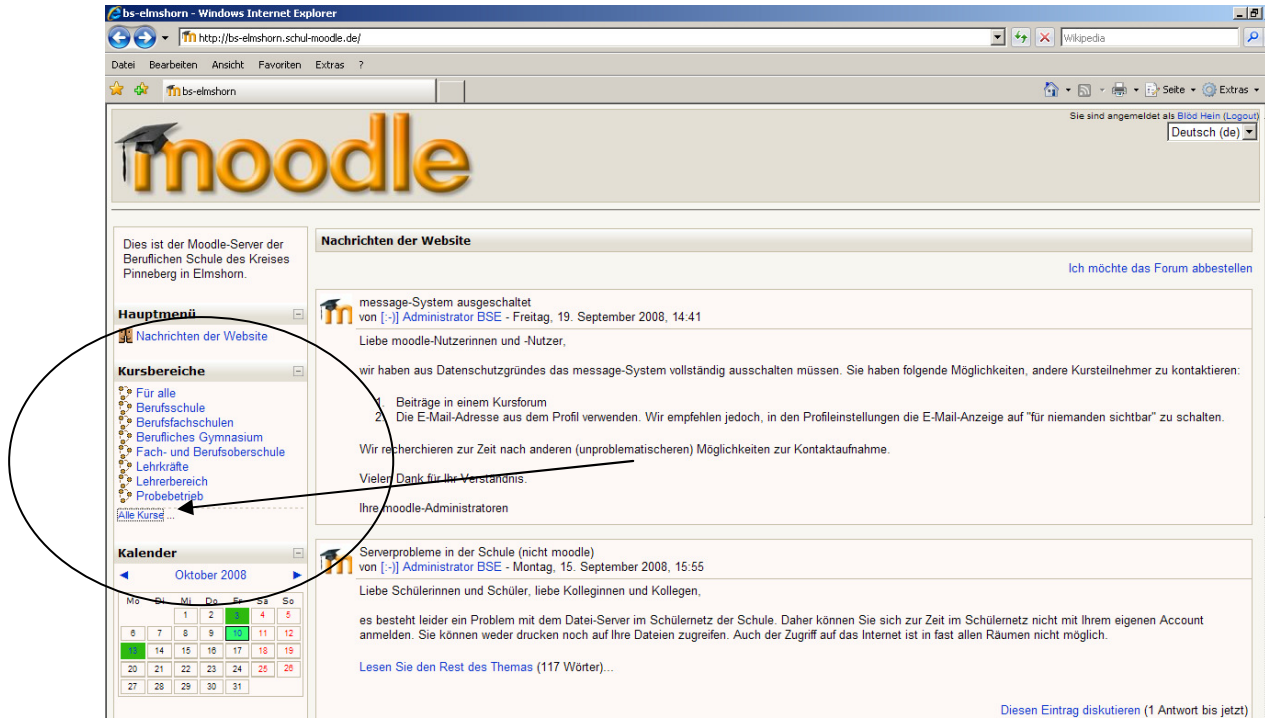 bs-elmshorn - Windows Internet Explorer
http://bs-elmshorn.schul-moodle.de/
Wikipedia
Datei Bearbeiten Ansicht Favoriten Extras ?
bs-elmshorn
Seite Extras
moodle
Sie sind angemeldet als Blöd Hein (Logout)
Deutsch (de)
Dies ist der Moodle-Server der
Beruflichen Schule des Kreises
Pinneberg in Elmshorn.
Hauptmenü
Nachrichten der Website
Kursbereiche
Für alle
Berufsschule
Berufsfachschulen
Berufliches Gymnasium
Fach- und Berufsoberschule
Lehrkräfte
Lehrerbereich
Probebetrieb
Alle Kurse ...
Kalender
Oktober 2008
Mo Di Mi Do Fr Sa So
1 2 3 4 5
6 7 8 9 10 11 12
13 14 15 16 17 18 19
20 21 22 23 24 25 26
27 28 29 30 31
Nachrichten der Website
Ich möchte das Forum abbestellen
message-System ausgeschaltet
von [:-)] Administrator BSE - Freitag, 19. September 2008, 14:41
Liebe moodle-Nutzerinnen und -Nutzer,
wir haben aus Datenschutzgründes das message-System vollständig ausschalten müssen. Sie haben folgende Möglichkeiten, andere Kursteilnehmer zu kontaktieren:
1. Beiträge in einem Kursforum
2. Die E-Mail-Adresse aus dem Profil verwenden. Wir empfehlen jedoch, in den Profileinstellungen die E-Mail-Anzeige auf "für niemanden sichtbar" zu schalten.
Wir recherchieren zur Zeit nach anderen (unproblematischeren) Möglichkeiten zur Kontaktaufnahme.
Vielen Dank für Ihr Verständnis.
Ihre moodle-Administratoren
Serverprobleme in der Schule (nicht moodle)
von [:-)] Administrator BSE - Montag, 15. September 2008, 15:55
Liebe Schülerinnen und Schüler, liebe Kolleginnen und Kollegen,
es besteht leider ein Problem mit dem Datei-Server im Schülernetz der Schule. Daher können Sie sich zur Zeit im Schülernetz nicht mit Ihrem eigenen Account
anmelden. Sie können weder drucken noch auf Ihre Dateien zugreifen. Auch der Zugriff auf das Internet ist in fast allen Räumen nicht möglich.
Lesen Sie den Rest des Themas (117 Wörter)...
Diesen Eintrag diskutieren (1 Antwort bis jetzt)